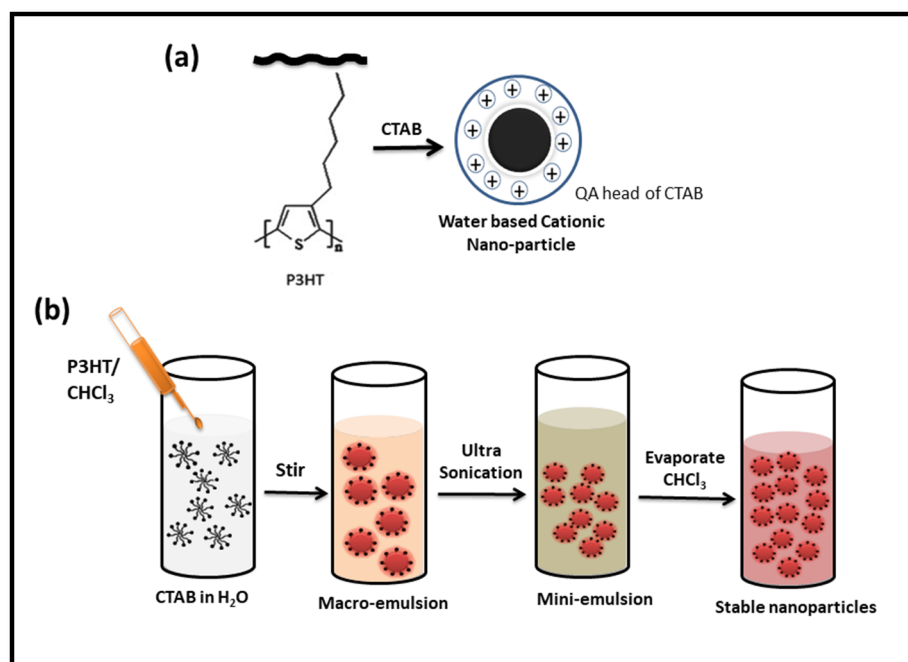 (a)
CTAB
QA head of CTAB
Water based Cationic
Nano-particle
[ S ]n
P3HT
(b)
P3HT/
CHCl₃
Stir
Ultra
Sonication
Evaporate
CHCl₃
CTAB in H₂O
Macro-emulsion
Mini-emulsion
Stable nanoparticles